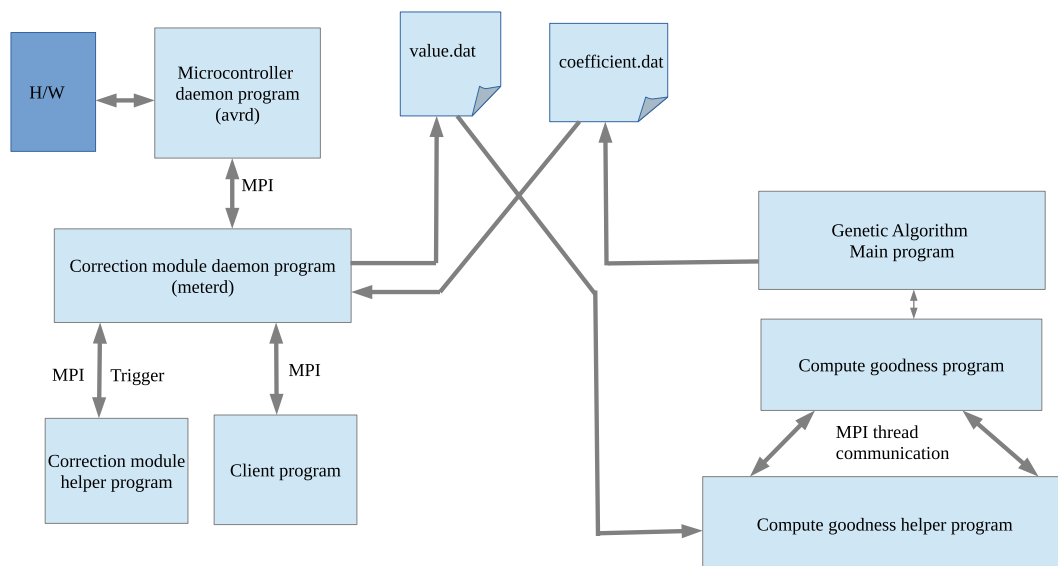 H/W
Microcontroller
daemon program
(avrd)
value.dat
coefficient.dat
MPI
Correction module daemon program
(meterd)
Genetic Algorithm
Main program
MPI
Trigger
MPI
Compute goodness program
Correction module
helper program
Client program
MPI thread
communication
Compute goodness helper program